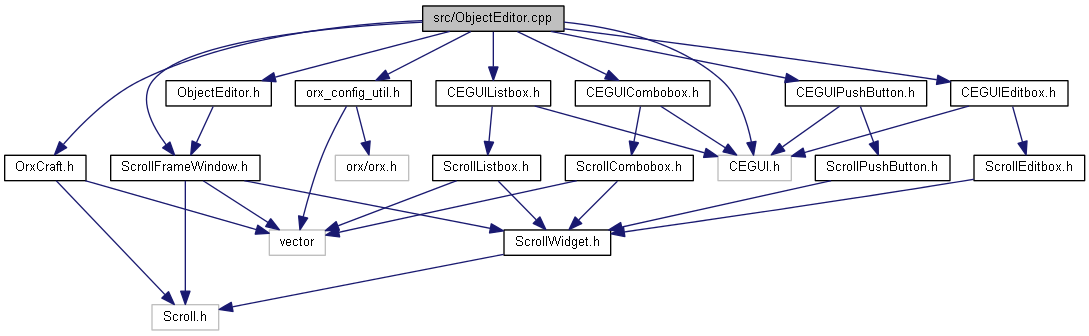 src/ObjectEditor.cpp
ObjectEditor.h
orx_config_util.h
CEGUIListbox.h
CEGUICombobox.h
CEGUIPushButton.h
CEGUIEditbox.h
OrxCraft.h
ScrollFrameWindow.h
orx/orx.h
ScrollListbox.h
ScrollCombobox.h
CEGUI.h
ScrollPushButton.h
ScrollEditbox.h
vector
ScrollWidget.h
Scroll.h